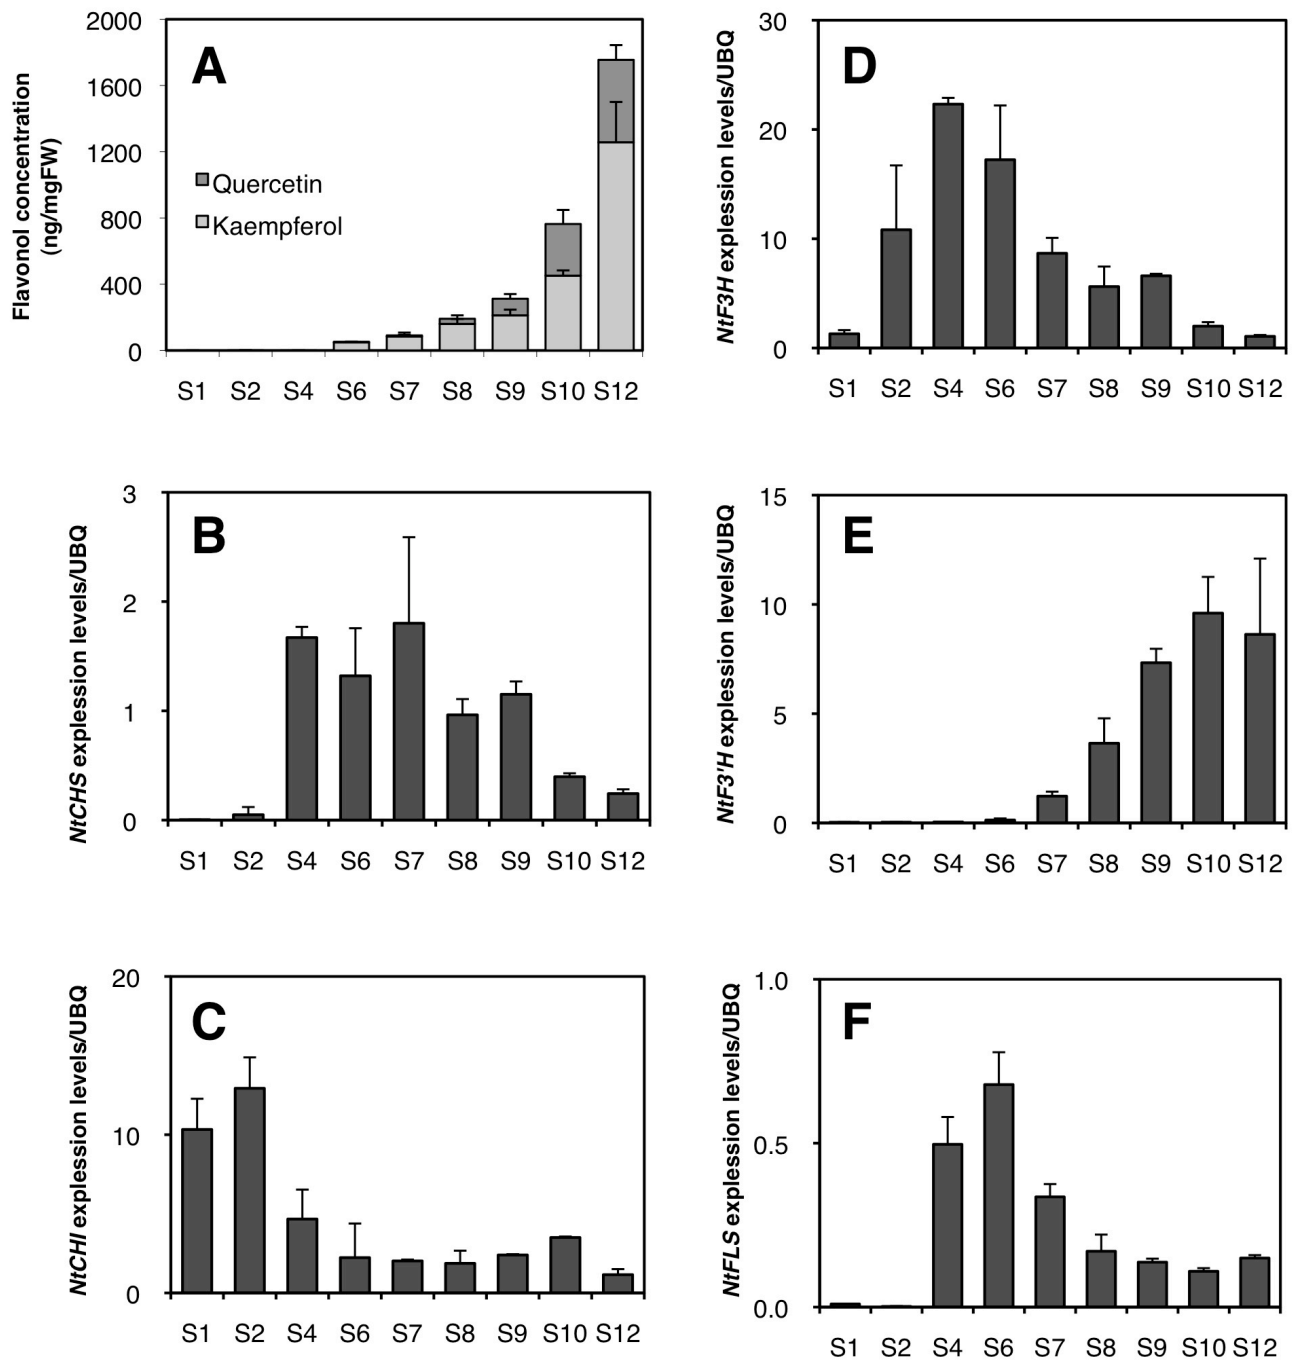 A
Flavonol concentration
(ng/mgFW)
2000
1600
1200
800
400
0
Quercetin
Kaempferol
S1 S2 S4 S6 S7 S8 S9 S10 S12
D
NtF3H explession levels/UBQ
30
20
10
0
S1 S2 S4 S6 S7 S8 S9 S10 S12
B
NtCHS explession levels/UBQ
3
2
1
0
S1 S2 S4 S6 S7 S8 S9 S10 S12
E
NtF3'H explession levels/UBQ
15
10
5
0
S1 S2 S4 S6 S7 S8 S9 S10 S12
C
NtCHI explession levels/UBQ
20
10
0
S1 S2 S4 S6 S7 S8 S9 S10 S12
F
NtFLS explession levels/UBQ
1.0
0.5
0.0
S1 S2 S4 S6 S7 S8 S9 S10 S12